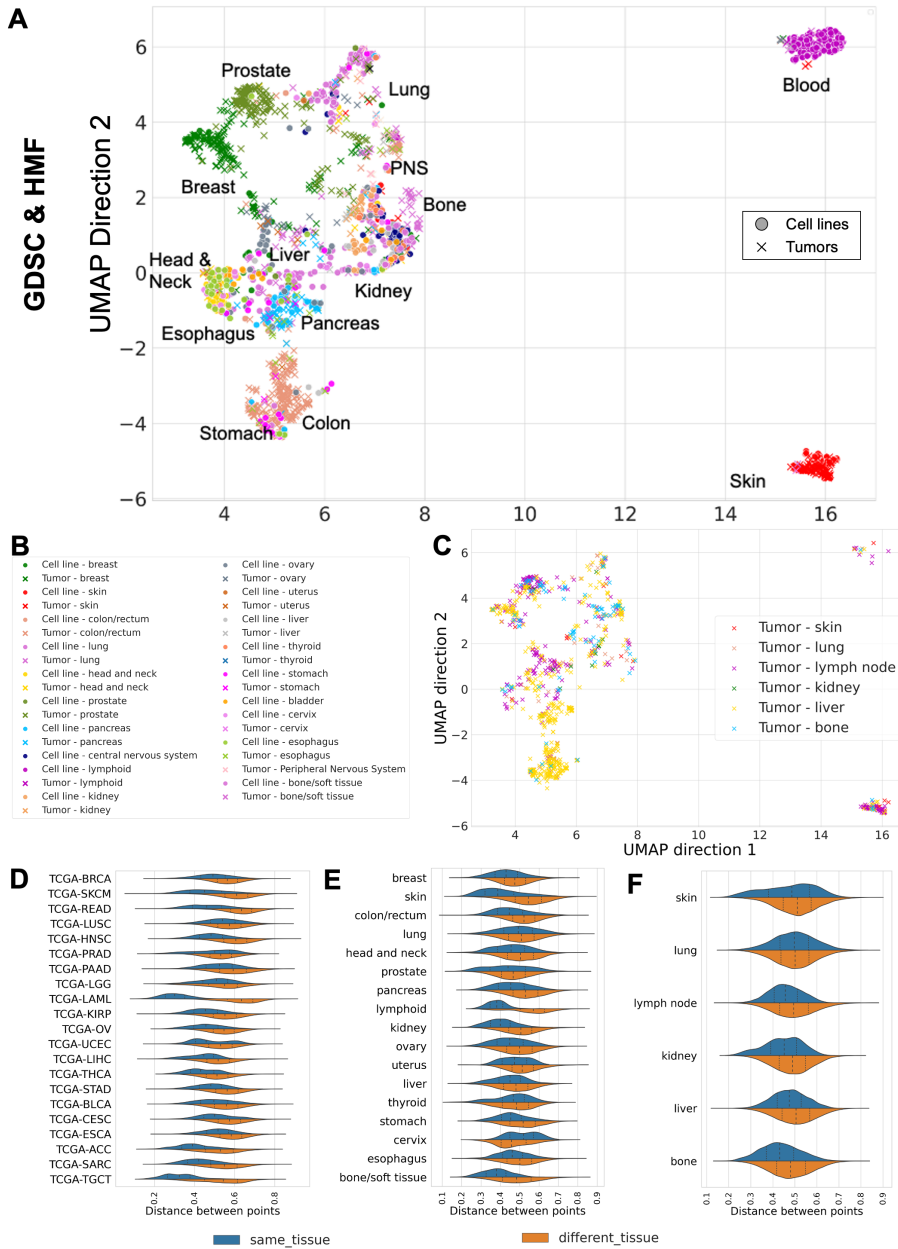 A
GDSC & HMF
UMAP Direction 2
6
4
2
0
−2
−4
−6
4
6
8
10
12
14
16
Prostate
Lung
Blood
PNS
Breast
Bone
Cell lines
Tumors
Head &
Neck
Liver
Kidney
Esophagus
Pancreas
Stomach
Colon
Skin
B
Cell line - breast
Tumor - breast
Cell line - skin
Tumor - skin
Cell line - colon/rectum
Tumor - colon/rectum
Cell line - lung
Tumor - lung
Cell line - head and neck
Tumor - head and neck
Cell line - prostate
Tumor - prostate
Cell line - pancreas
Tumor - pancreas
Cell line - central nervous system
Cell line - lymphoid
Tumor - lymphoid
Cell line - kidney
Tumor - kidney
Cell line - ovary
Tumor - ovary
Cell line - uterus
Tumor - uterus
Cell line - liver
Tumor - liver
Cell line - thyroid
Tumor - thyroid
Cell line - stomach
Tumor - stomach
Cell line - bladder
Cell line - cervix
Tumor - cervix
Cell line - esophagus
Tumor - esophagus
Tumor - Peripheral Nervous System
Cell line - bone/soft tissue
Tumor - bone/soft tissue
C
UMAP direction 2
6
4
2
0
−2
−4
−6
Tumor - skin
Tumor - lung
Tumor - lymph node
Tumor - kidney
Tumor - liver
Tumor - bone
4
6
8
10
12
14
16
UMAP direction 1
D
TCGA-BRCA
TCGA-SKCM
TCGA-READ
TCGA-LUSC
TCGA-HNSC
TCGA-PRAD
TCGA-PAAD
TCGA-LGG
TCGA-LAML
TCGA-KIRP
TCGA-OV
TCGA-UCEC
TCGA-LIHC
TCGA-THCA
TCGA-STAD
TCGA-BLCA
TCGA-CESC
TCGA-ESCA
TCGA-ACC
TCGA-SARC
TCGA-TGCT
0.2
0.4
0.6
0.8
Distance between points
E
breast
skin
colon/rectum
lung
head and neck
prostate
pancreas
lymphoid
kidney
ovary
uterus
liver
thyroid
stomach
cervix
esophagus
bone/soft tissue
0.1
0.2
0.3
0.4
0.5
0.6
0.7
0.8
0.9
Distance between points
F
skin
lung
lymph node
kidney
liver
bone
0.1
0.2
0.3
0.4
0.5
0.6
0.7
0.8
0.9
Distance between points
same_tissue
different_tissue